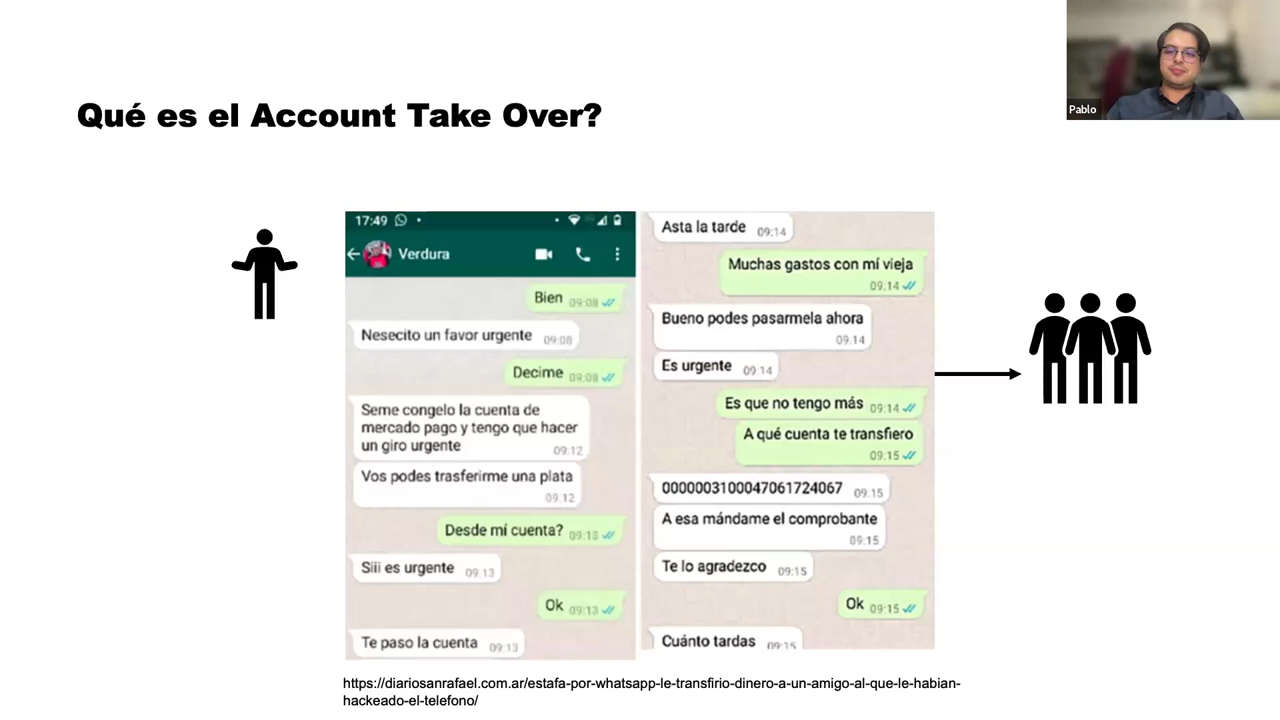 Pablo
Qué es el Account Take Over?
17:49
Verdura
Bien 09:08
Nesecito un favor urgente 09:08
Decime 09:08
Seme congelo la cuenta de
mercado pago y tengo que hacer
un giro urgente 09:12
Vos podes trasferirme una plata
09:12
Desde mí cuenta? 09:13
Siii es urgente 09:13
Ok 09:13
Te paso la cuenta 09:13
Asta la tarde 09:14
Muchas gastos con mí vieja
09:14
Bueno podes pasarmela ahora
09:14
Es urgente 09:14
Es que no tengo más 09:14
A qué cuenta te transfiero
09:15
0000003100047061724067 09:15
A esa mándame el comprobante
09:15
Te lo agradezco 09:15
Ok 09:15
Cuánto tardas 09:15
https://diariosanrafael.com.ar/estafa-por-whatsapp-le-transfirio-dinero-a-un-amigo-al-que-le-habian-
hackeado-el-telefono/